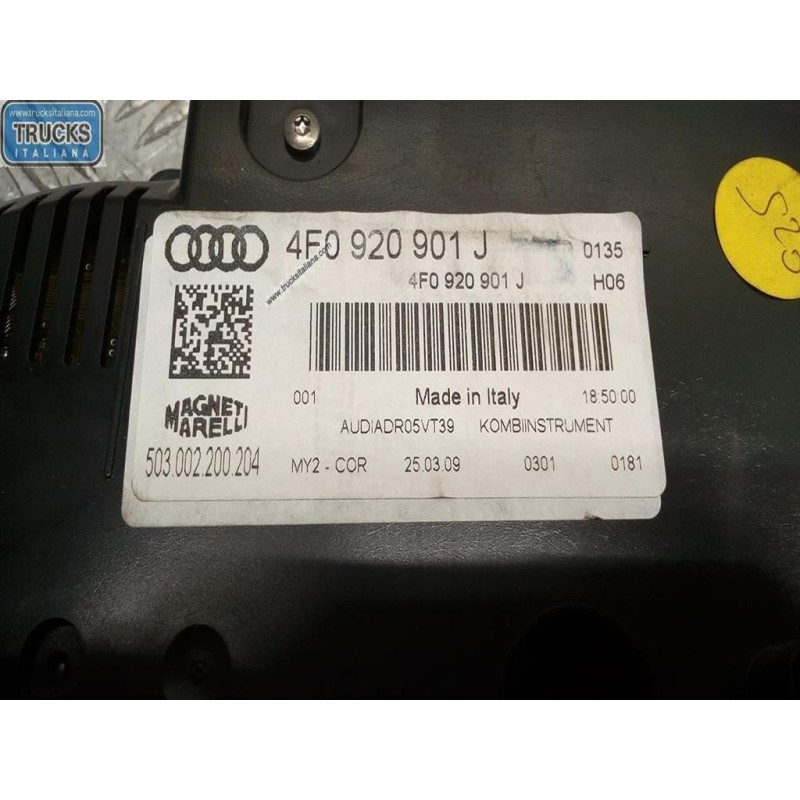 www.trucksitaliana.com
TRUCKS
ITALIANA
520
4F0 920 901 J 0135
www.trucksitaliana.com
4F0 920 901 J H06
001 Made in Italy 18:50:00
MAGNETI
MARELLI
AUDIADR05VT39 KOMBIINSTRUMENT
503.002.200.204 MY2 - COR 25.03.09 0301 0181